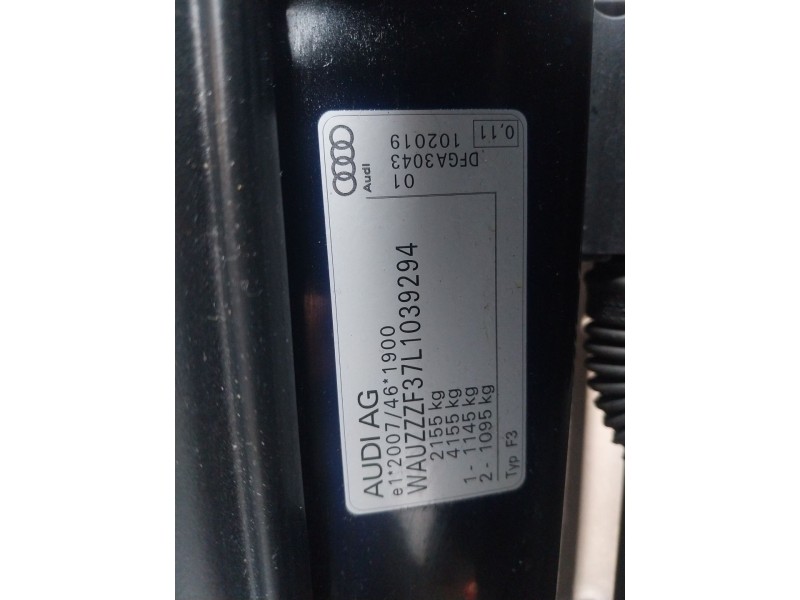 AUDI AG
e1*2007/46*1900
WAUZZZF37L1039294
2155 kg
4155 kg
1- 1145 kg
2- 1095 kg
Typ F3
Audi
01
DFGA3043
102019
0,11